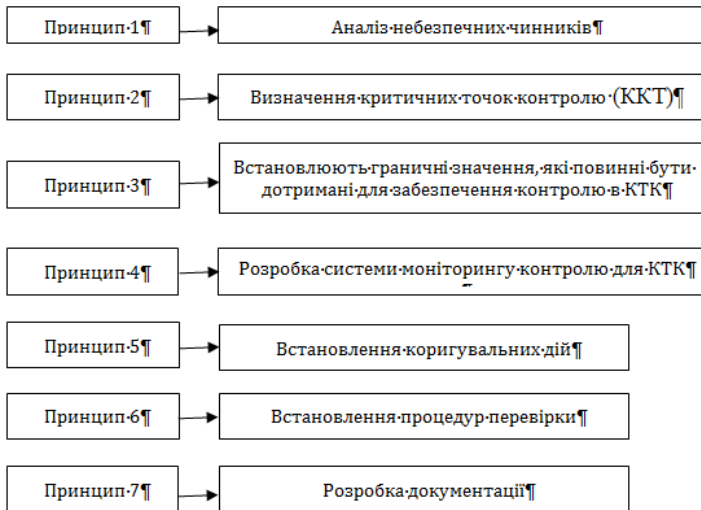 Принцип·1¶
Аналіз·небезпечних·чинників¶
Принцип·2¶
Визначення·критичних·точок·контролю·(ККТ)¶
Принцип·3¶
Встановлюють·граничні·значення,·які·повинні·бути·
дотримані·для·забезпечення·контролю·в·КТК¶
Принцип·4¶
Розробка·системи·моніторингу·контролю·для·КТК¶
¶
Принцип·5¶
Встановлення·коригувальних·дій¶
Принцип·6¶
Встановлення·процедур·перевірки¶
Принцип·7¶
Розробка·документації¶